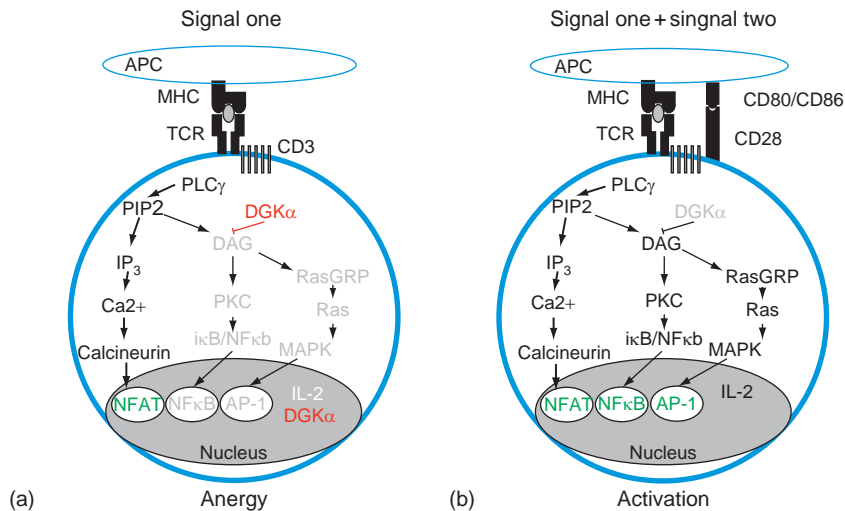 Signal one
APC
MHC
TCR
CD3
PLCγ
PIP2
DGKα
DAG
IP3
RasGRP
Ca2+
PKC
Ras
Calcineurin
iκB/NFκb
MAPK
NFAT
NFκB
AP-1
IL-2
DGKα
Nucleus
(a)
Anergy
Signal one + singnal two
APC
MHC
CD80/CD86
TCR
CD28
PLCγ
PIP2
DGKα
DAG
IP3
RasGRP
Ca2+
PKC
Ras
iκB/NFκb
Calcineurin
MAPK
NFAT
NFκB
AP-1
IL-2
Nucleus
(b)
Activation